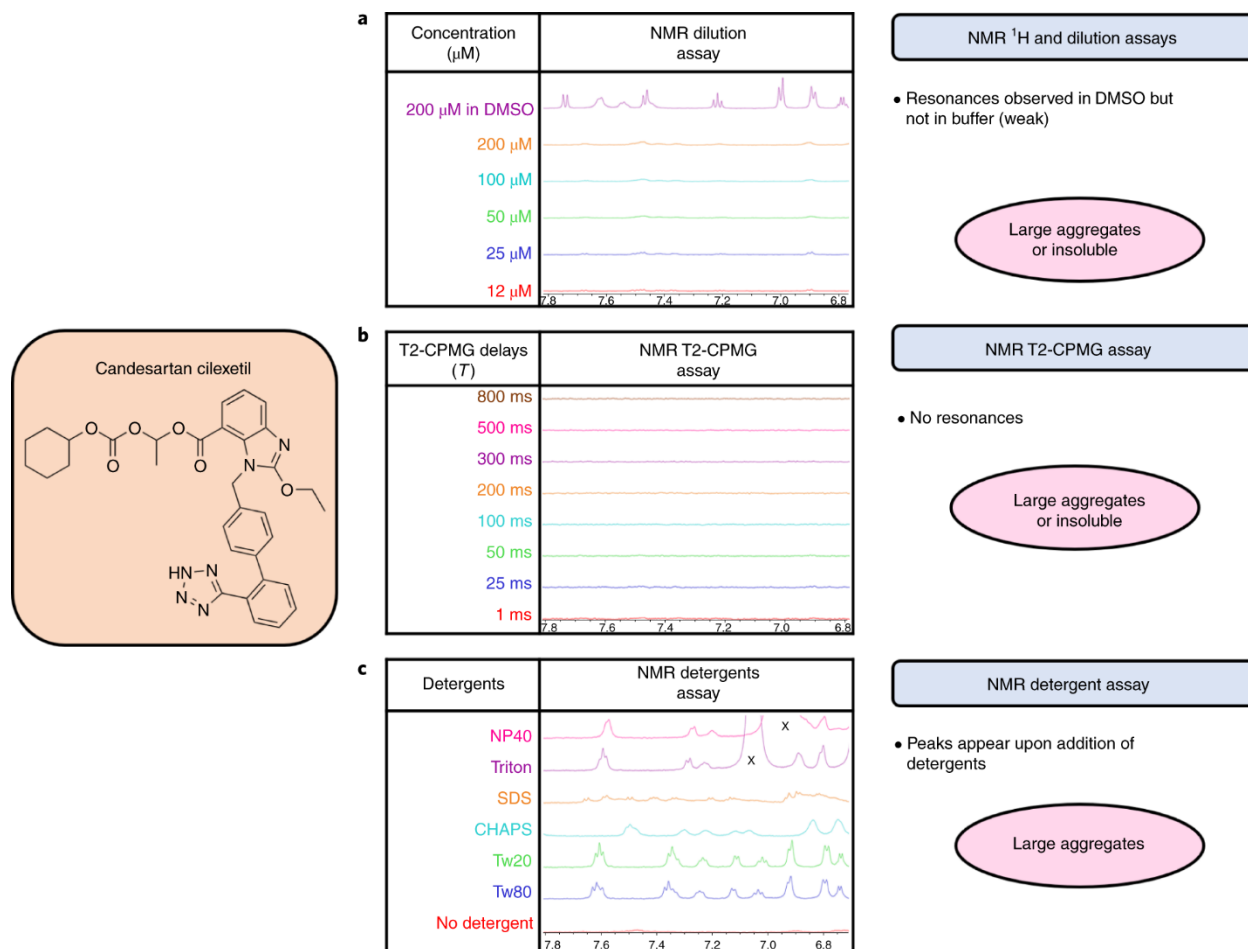 a
Concentration
(μM)
NMR dilution
assay
200 μM in DMSO
200 μM
100 μM
50 μM
25 μM
12 μM
7.8 7.6 7.4 7.2 7.0 6.8
NMR ¹H and dilution assays
• Resonances observed in DMSO but
not in buffer (weak)
Large aggregates
or insoluble
Candesartan cilexetil
O
O
O
O
O
N
N
O
HN
N
N
N
b
T2-CPMG delays
(T)
NMR T2-CPMG
assay
800 ms
500 ms
300 ms
200 ms
100 ms
50 ms
25 ms
1 ms
7.8 7.6 7.4 7.2 7.0 6.8
NMR T2-CPMG assay
• No resonances
Large aggregates
or insoluble
c
Detergents
NMR detergents
assay
NP40
Triton
SDS
CHAPS
Tw20
Tw80
No detergent
x
x
7.8 7.6 7.4 7.2 7.0 6.8
NMR detergent assay
• Peaks appear upon addition of
detergents
Large aggregates